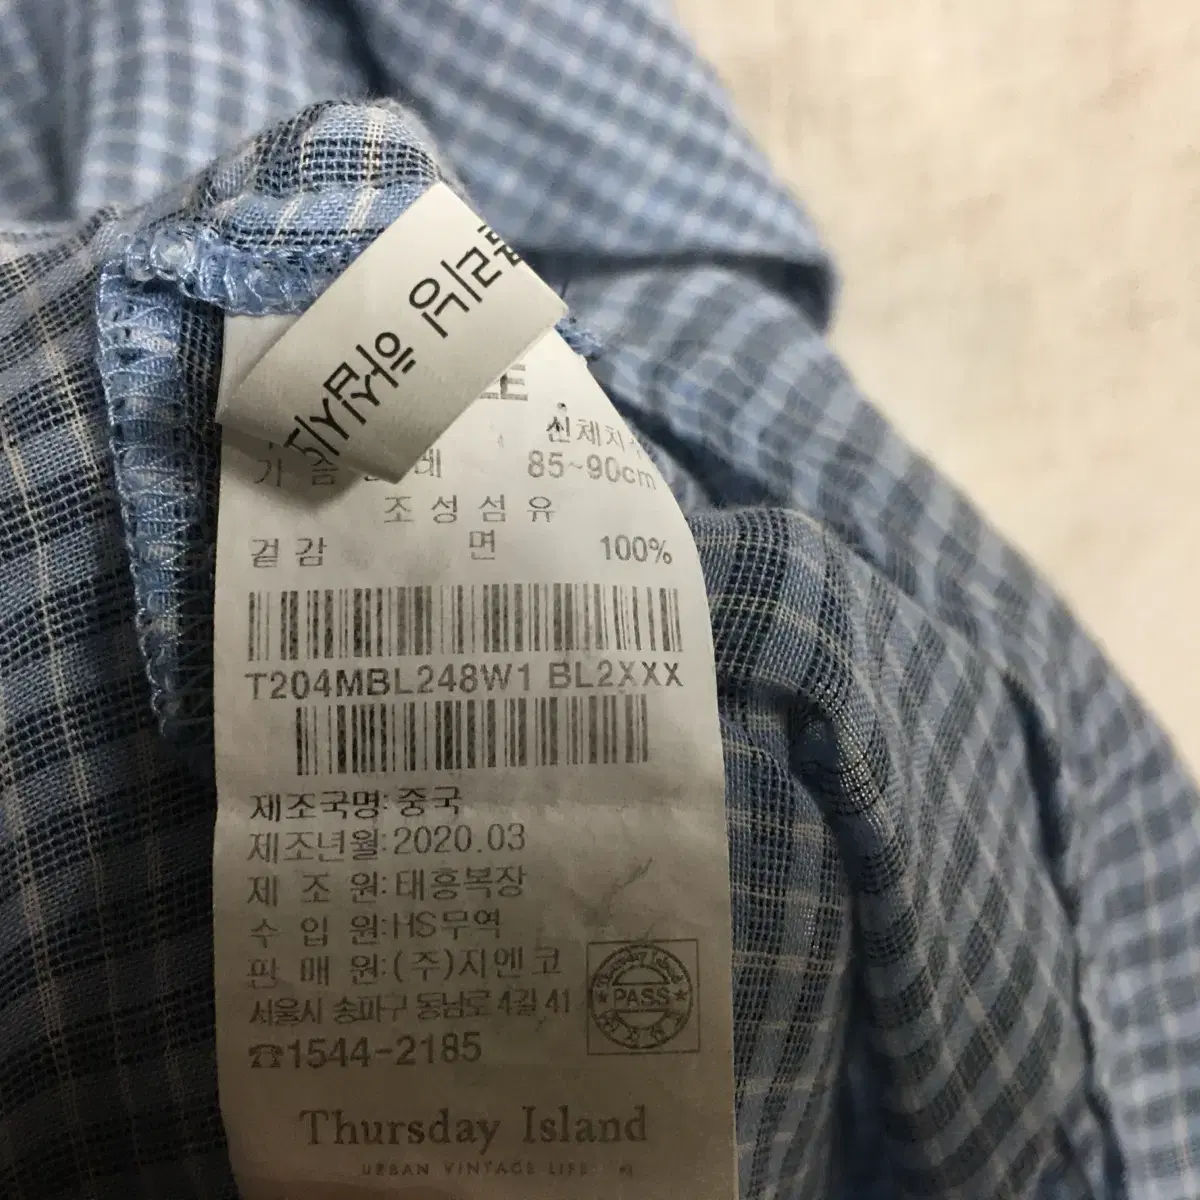 신체치수
85~90cm
조성섬유
겉감 면 100%
T204MBL248W1 BL2XXX
제조국명:중국
제조년월:2020.03
제조원:태흥복장
수입원:HS무역
판매원:(주)지엔코
서울시 송파구 동남로 4길 41
☎1544-2185
Thursday Island
PASS
Thursday Island
URBAN VINTAGE LIFE